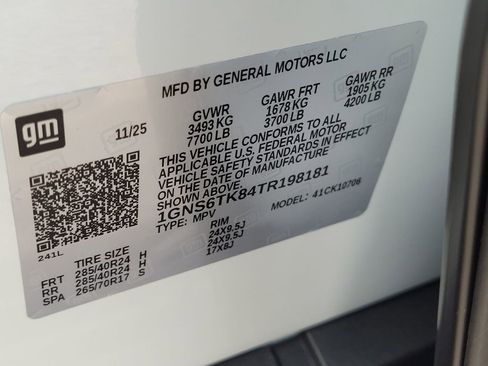 MFD BY GENERAL MOTORS LLC
gm
11/25
GVWR GAWR FRT GAWR RR
3493 KG 1678 KG 1905 KG
7700 LB 3700 LB 4200 LB
THIS VEHICLE CONFORMS TO ALL
APPLICABLE U.S. FEDERAL MOTOR
VEHICLE SAFETY STANDARDS IN EFFECT
ON THE DATE OF MANUFACTURE
SHOWN ABOVE.
1GNS6TK84TR198181
TYPE: MPV MODEL: 41CK10706
241L
TIRE SIZE RIM
FRT 285/40R24 H 24X9.5J
RR 285/40R24 H 24X9.5J
SPA 265/70R17 S 17X8J